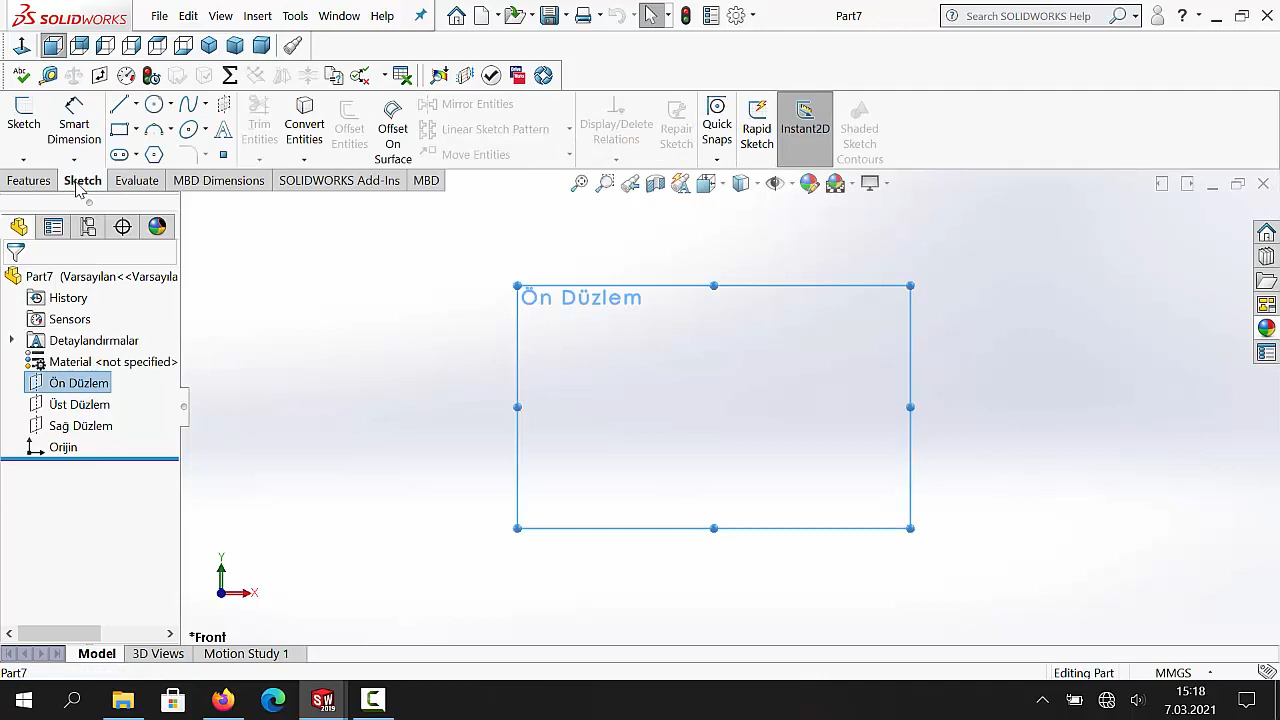 SOLIDWORKS File Edit View Insert Tools Window Help Part7 Search SOLIDWORKS Help
Sketch Smart Dimension Trim Entities Convert Entities Offset Entities Offset On Surface Mirror Entities Linear Sketch Pattern Move Entities Display/Delete Relations Repair Sketch Quick Snaps Rapid Sketch Instant2D Shaded Sketch Contours
Features Sketch Evaluate MBD Dimensions SOLIDWORKS Add-Ins MBD
Part7 (Varsayılan<<Varsayıla
History
Sensors
Detaylandırmalar
Material <not specified>
Ön Düzlem
Üst Düzlem
Sağ Düzlem
Orijin
Ön Düzlem
Y
X
*Front
Model 3D Views Motion Study 1
Part7 Editing Part MMGS
SW 2019
15:18
7.03.2021